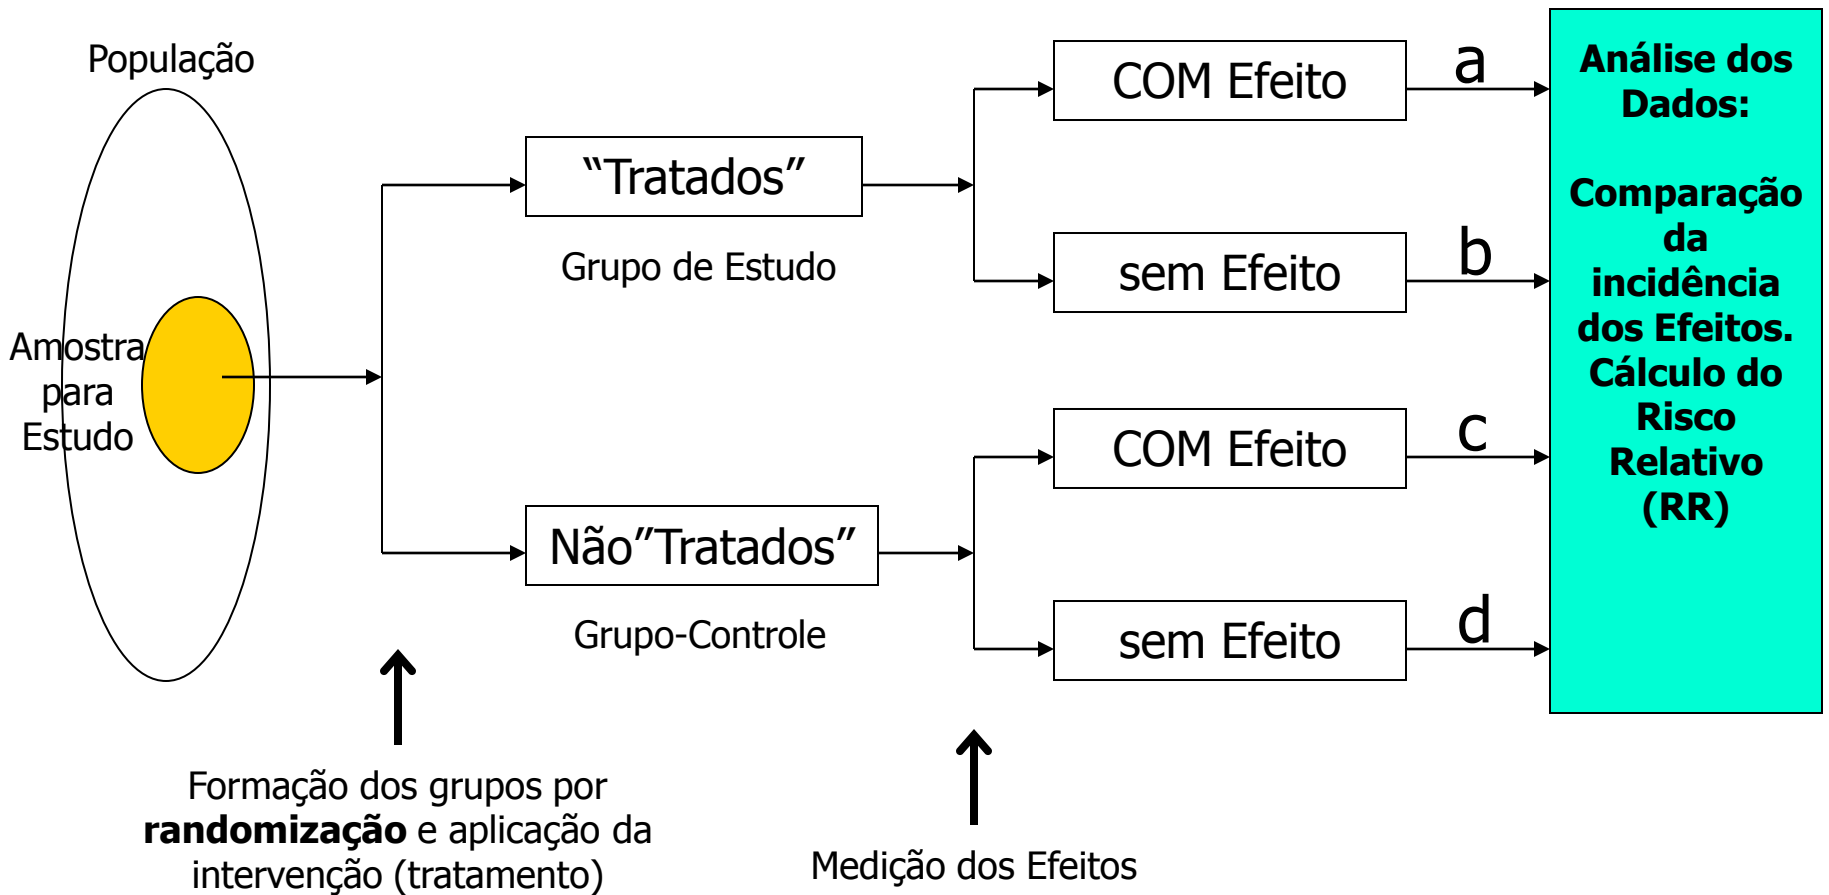 População
Amostra
para
Estudo
“Tratados”
Grupo de Estudo
Não”Tratados”
Grupo-Controle
COM Efeito
a
sem Efeito
b
COM Efeito
c
sem Efeito
d
Análise dos
Dados:
Comparação
da
incidência
dos Efeitos.
Cálculo do
Risco
Relativo
(RR)
Formação dos grupos por
randomização e aplicação da
intervenção (tratamento)
Medição dos Efeitos